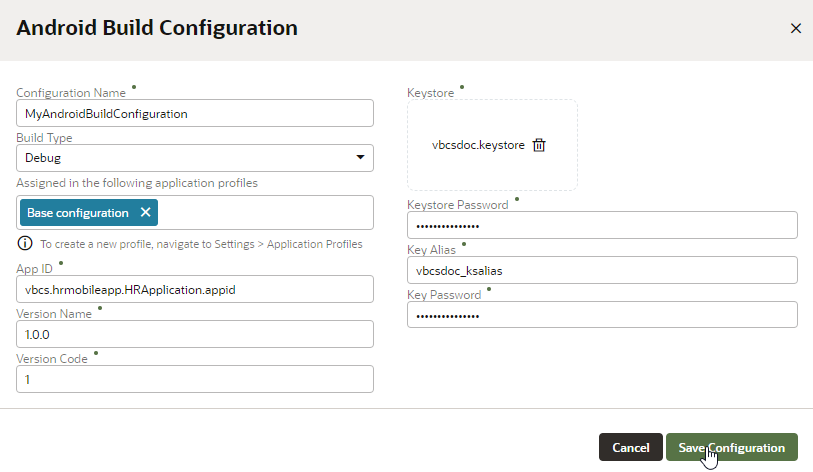 Android Build Configuration
Configuration Name
MyAndroidBuildConfiguration
Build Type
Debug
Assigned in the following application profiles
Base configuration
To create a new profile, navigate to Settings > Application Profiles
App ID
vbcs.hrmobileapp.HRApplication.appid
Version Name
1.0.0
Version Code
1
Keystore
vbcsdoc.keystore
Keystore Password
•••••••••••••••
Key Alias
vbcsdoc_ksalias
Key Password
•••••••••••••••
Cancel
Save Configuration